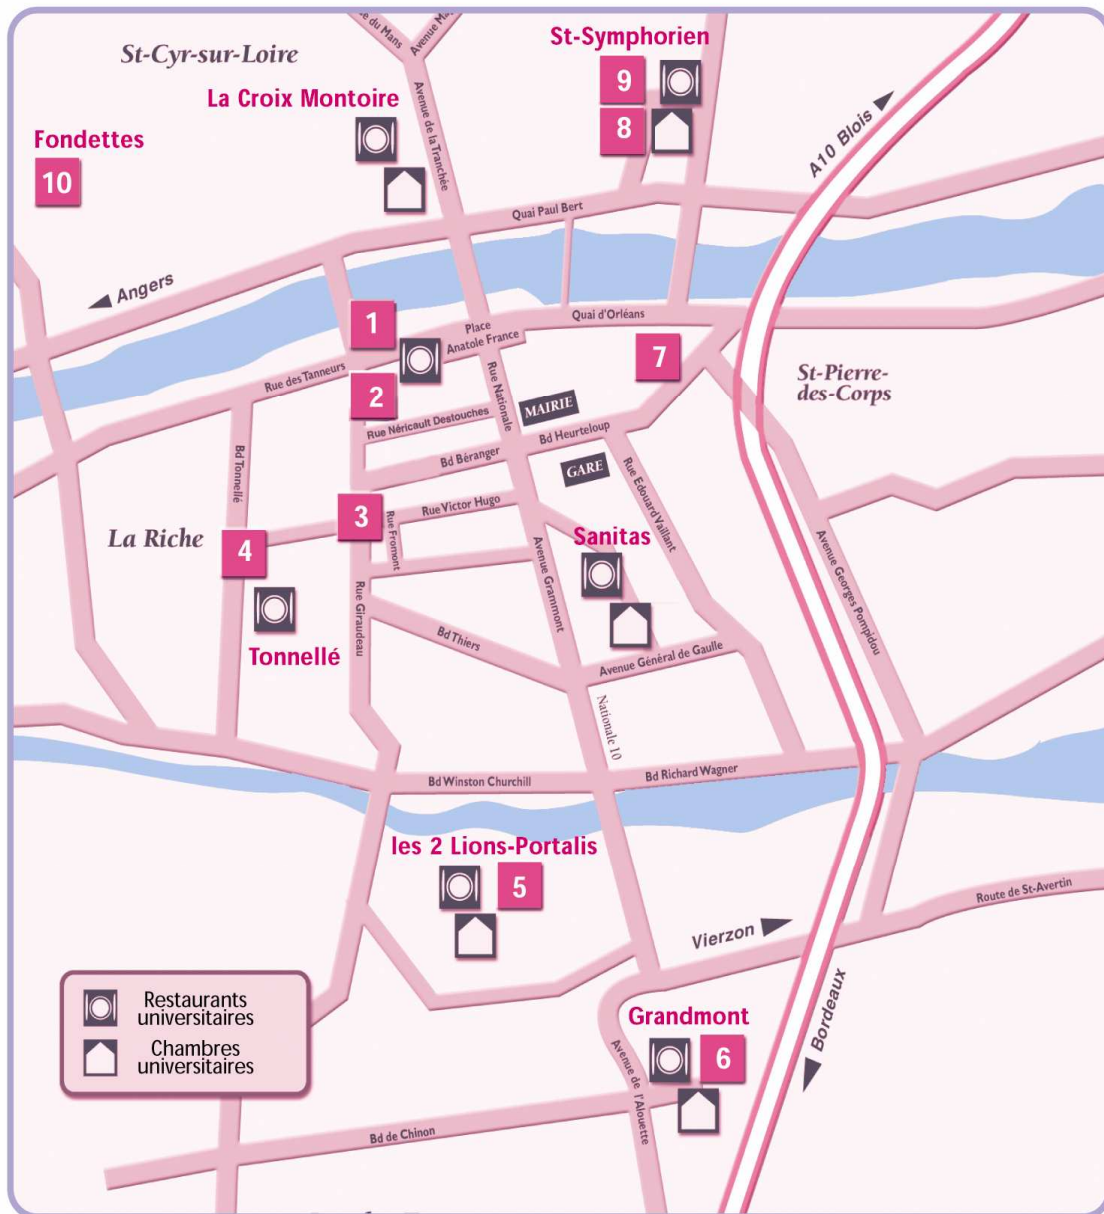 e du Mans
St-Cyr-sur-Loire
St-Symphorien
9
8
La Croix Montoire
Avenue de la Tranchée
Fondettes
10
A10 Blois
Quai Paul Bert
Angers
1
Place
Anatole France
Quai d'Orléans
Rue des Tanneurs
2
7
St-Pierre-
des-Corps
Rue Nationale
MAIRIE
Rue Néricault Destouches
Bd Heurteloup
Bd Béranger
GARE
Bd Tonnellé
Rue Edouard Vaillant
Rue Victor Hugo
3
Rue Fromont
La Riche
4
Sanitas
Avenue Grammont
Avenue Georges Pompidou
Rue Giraudeau
Bd Thiers
Tonnellé
Avenue Général de Gaulle
Nationale 10
Bd Winston Churchill
Bd Richard Wagner
les 2 Lions-Portalis
5
Route de St-Avertin
Vierzon
Bordeaux
Restaurants
universitaires
Chambres
universitaires
Grandmont
6
Avenue de l'Alouette
Bd de Chinon